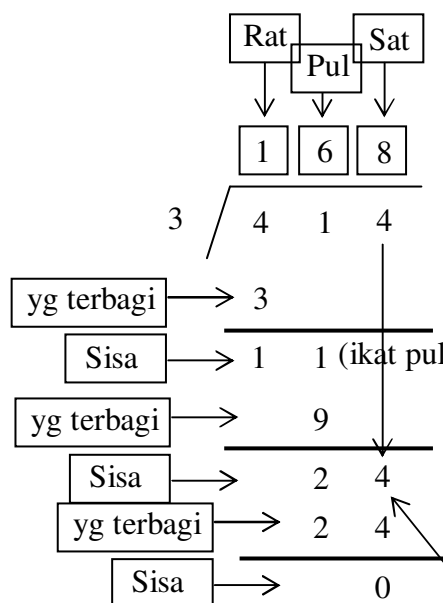 Rat Sat
Pul
1 6 8
3 4 1 4
yg terbagi 3
Sisa 1 1 (ikat pul
yg terbagi 9
Sisa 2 4
yg terbagi 2 4
Sisa 0